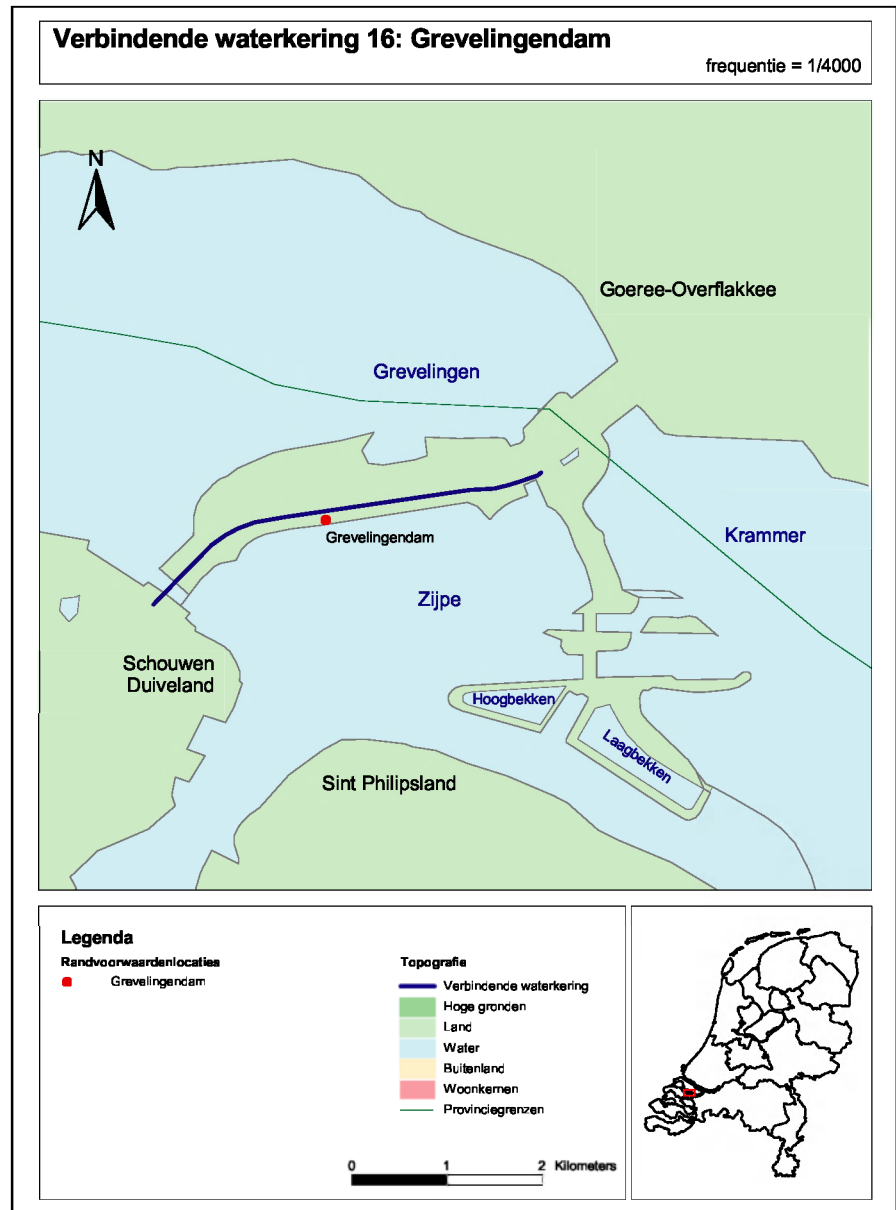 Verbindende waterkering 16: Grevelingendam
frequentie = 1/4000
N
Goeree-Overflakkee
Grevelingen
Krammer
Grevelingendam
Zijpe
Schouwen
Duiveland
Hoogbekken
Laagbekken
Sint Philipsland
Legenda
Randvoorwaardenlocaties
Grevelingendam
Topografie
Verbindende waterkering
Hoge gronden
Land
Water
Buitenland
Woonkernen
Provinciegrenzen
0 1 2 Kilometers